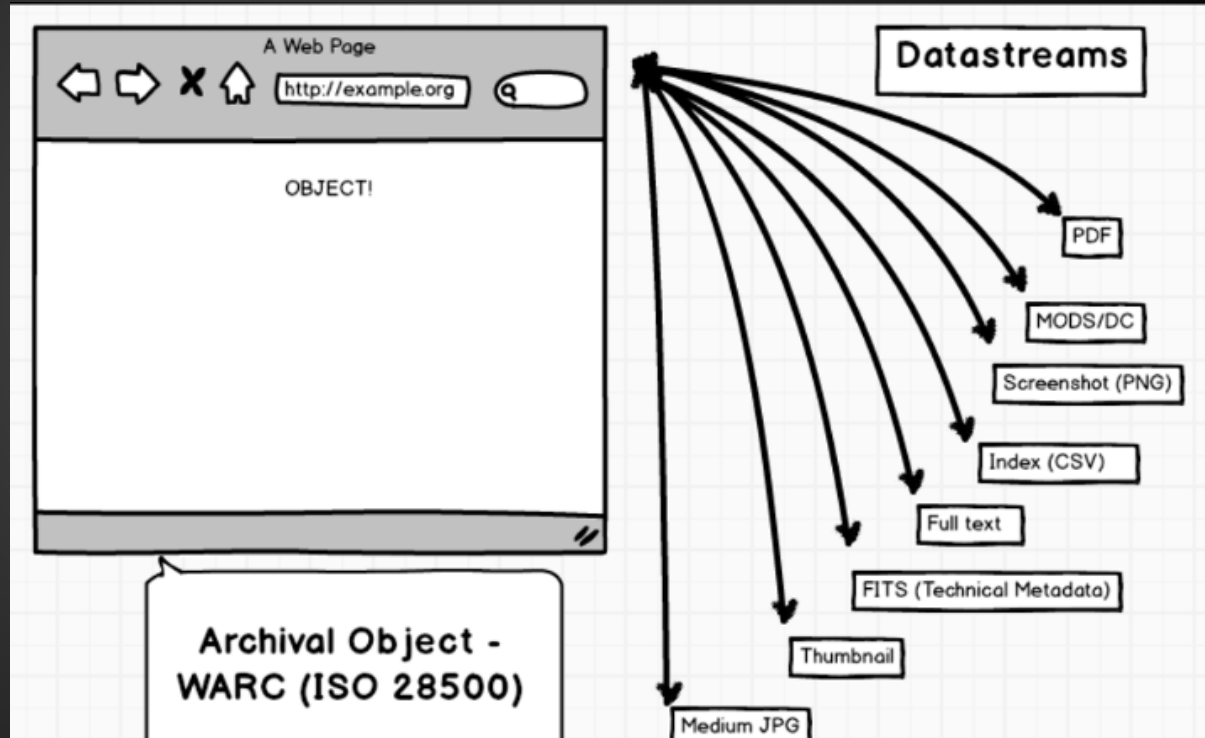 A Web Page
http://example.org
OBJECT!
Archival Object -
WARC (ISO 28500)
Datastreams
PDF
MODS/DC
Screenshot (PNG)
Index (CSV)
Full text
FITS (Technical Metadata)
Thumbnail
Medium JPG